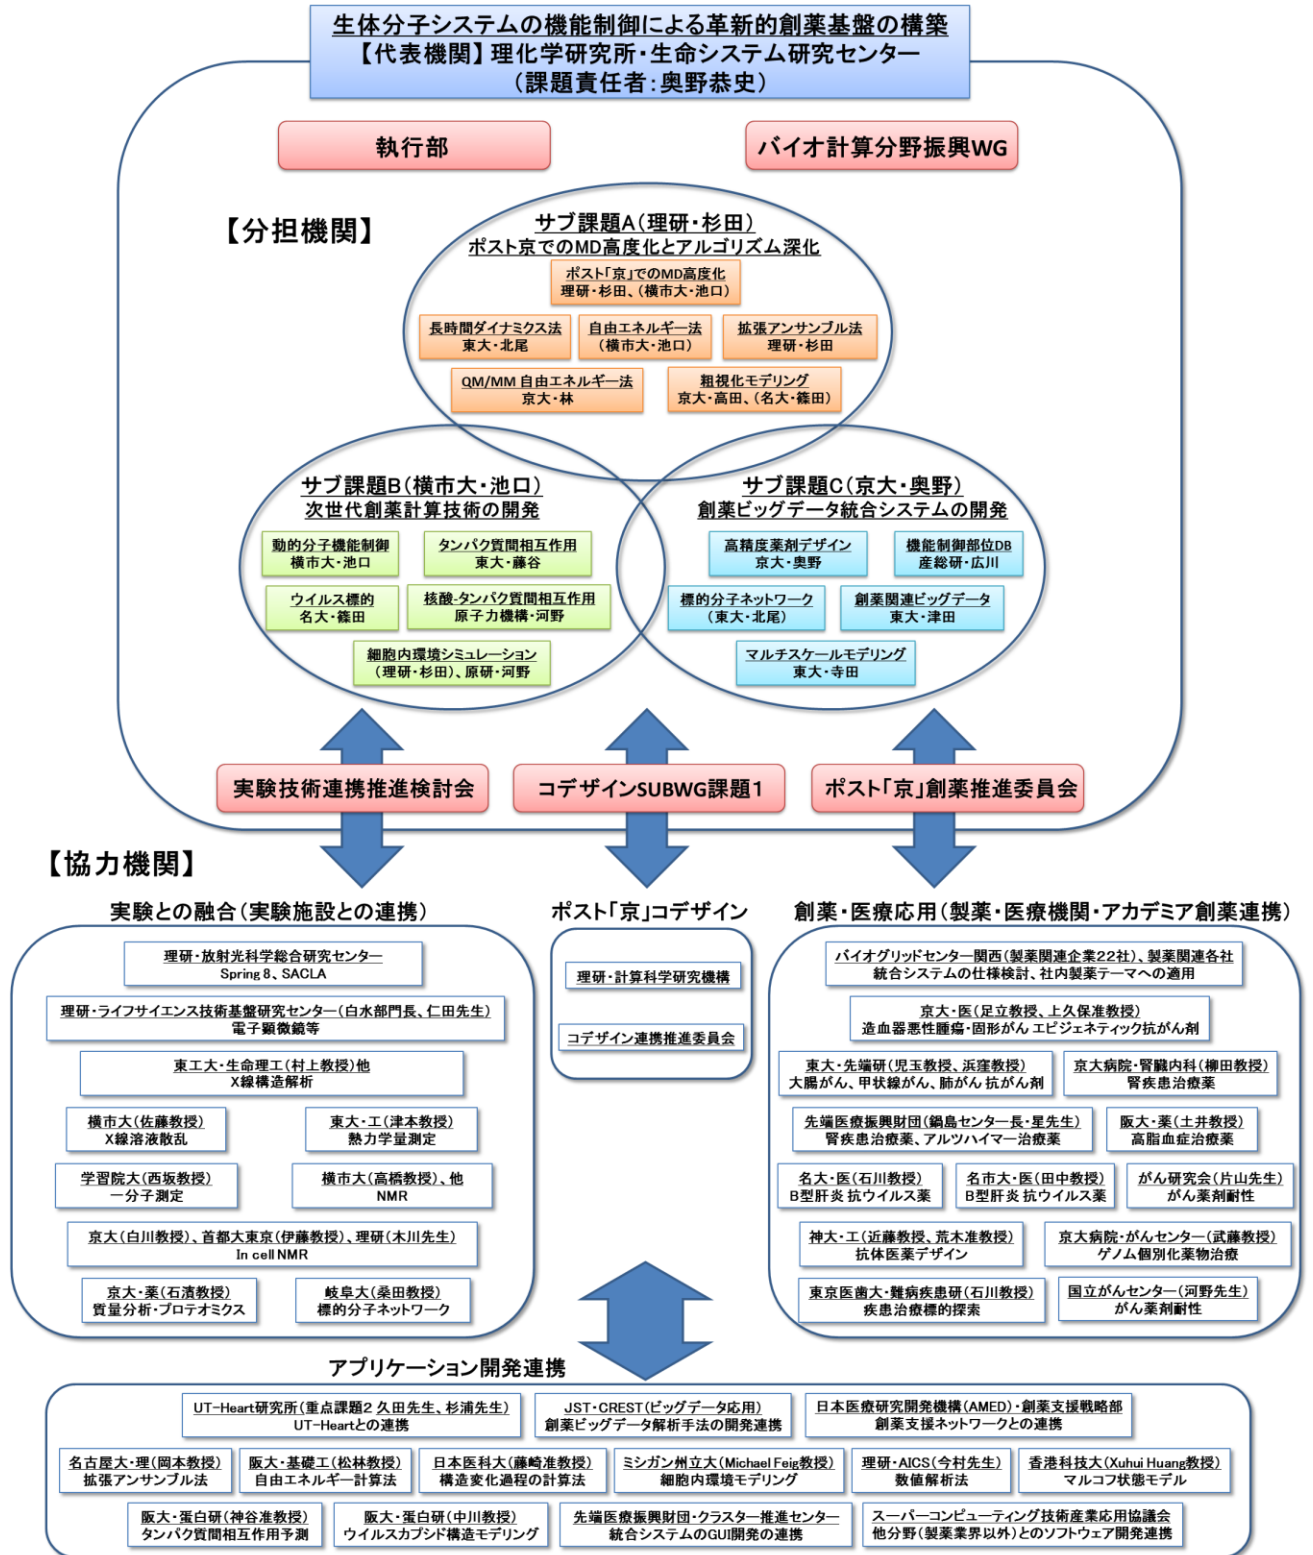 生体分子システムの機能制御による革新的創薬基盤の構築
【代表機関】理化学研究所・生命システム研究センター
(課題責任者:奥野恭史)
執行部
バイオ計算分野振興WG
【分担機関】
サブ課題A(理研・杉田)
ポスト京でのMD高度化とアルゴリズム深化
ポスト「京」でのMD高度化
理研・杉田、(横市大・池口)
長時間ダイナミクス法
東大・北尾
自由エネルギー法
(横市大・池口)
拡張アンサンブル法
理研・杉田
QM/MM 自由エネルギー法
京大・林
粗視化モデリング
京大・高田、(名大・篠田)
サブ課題B(横市大・池口)
次世代創薬計算技術の開発
動的分子機能制御
横市大・池口
タンパク質間相互作用
東大・藤谷
ウイルス標的
名大・篠田
核酸-タンパク質間相互作用
原子力機構・河野
細胞内環境シミュレーション
(理研・杉田)、原研・河野
サブ課題C(京大・奥野)
創薬ビッグデータ統合システムの開発
高精度薬剤デザイン
京大・奥野
機能制御部位DB
産総研・広川
標的分子ネットワーク
(東大・北尾)
創薬関連ビッグデータ
東大・津田
マルチスケールモデリング
東大・寺田
実験技術連携推進検討会
コデザインSUBWG課題1
ポスト「京」創薬推進委員会
【協力機関】
実験との融合(実験施設との連携)
理研・放射光科学総合研究センター
Spring 8、SACLA
理研・ライフサイエンス技術基盤研究センター(白水部門長、仁田先生)
電子顕微鏡等
東工大・生命理工(村上教授)他
X線構造解析
横市大(佐藤教授)
X線溶液散乱
東大・工(津本教授)
熱力学量測定
学習院大(西坂教授)
一分子測定
横市大(高橋教授)、他
NMR
京大(白川教授)、首都大東京(伊藤教授)、理研(木川先生)
In cell NMR
京大・薬(石濱教授)
質量分析・プロテオミクス
岐阜大(桑田教授)
標的分子ネットワーク
ポスト「京」コデザイン
理研・計算科学研究機構
コデザイン連携推進委員会
創薬・医療応用(製薬・医療機関・アカデミア創薬連携)
バイオグリッドセンター関西(製薬関連企業22社)、製薬関連各社
統合システムの仕様検討、社内製薬テーマへの適用
京大・医(足立教授、上久保准教授)
造血器悪性腫瘍・固形がん エピジェネティック抗がん剤
東大・先端研(児玉教授、浜窪教授)
大腸がん、甲状線がん、肺がん 抗がん剤
京大病院・腎臓内科(柳田教授)
腎疾患治療薬
先端医療振興財団(鍋島センター長・星先生)
腎疾患治療薬、アルツハイマー治療薬
阪大・薬(土井教授)
高脂血症治療薬
名大・医(石川教授)
B型肝炎 抗ウイルス薬
名市大・医(田中教授)
B型肝炎 抗ウイルス薬
がん研究会(片山先生)
がん薬剤耐性
神大・工(近藤教授、荒木准教授)
抗体医薬デザイン
京大病院・がんセンター(武藤教授)
ゲノム個別化薬物治療
東京医歯大・難病疾患研(石川教授)
疾患治療標的探索
国立がんセンター(河野先生)
がん薬剤耐性
アプリケーション開発連携
UT-Heart研究所(重点課題2 久田先生、杉浦先生)
UT-Heartとの連携
JST・CREST(ビッグデータ応用)
創薬ビッグデータ解析手法の開発連携
日本医療研究開発機構(AMED)・創薬支援戦略部
創薬支援ネットワークとの連携
名古屋大・理(岡本教授)
拡張アンサンブル法
阪大・基礎工(松林教授)
自由エネルギー計算法
日本医科大(藤崎准教授)
構造変化過程の計算法
ミシガン州立大(Michael Feig教授)
細胞内環境モデリング
理研・AICS(今村先生)
数値解析法
香港科技大(Xuhui Huang教授)
マルコフ状態モデル
阪大・蛋白研(神谷准教授)
タンパク質間相互作用予測
阪大・蛋白研(中川教授)
ウイルスカプシド構造モデリング
先端医療振興財団・クラスター推進センター
統合システムのGUI開発の連携
スーパーコンピューティング技術産業応用協議会
他分野(製薬業界以外)とのソフトウェア開発連携